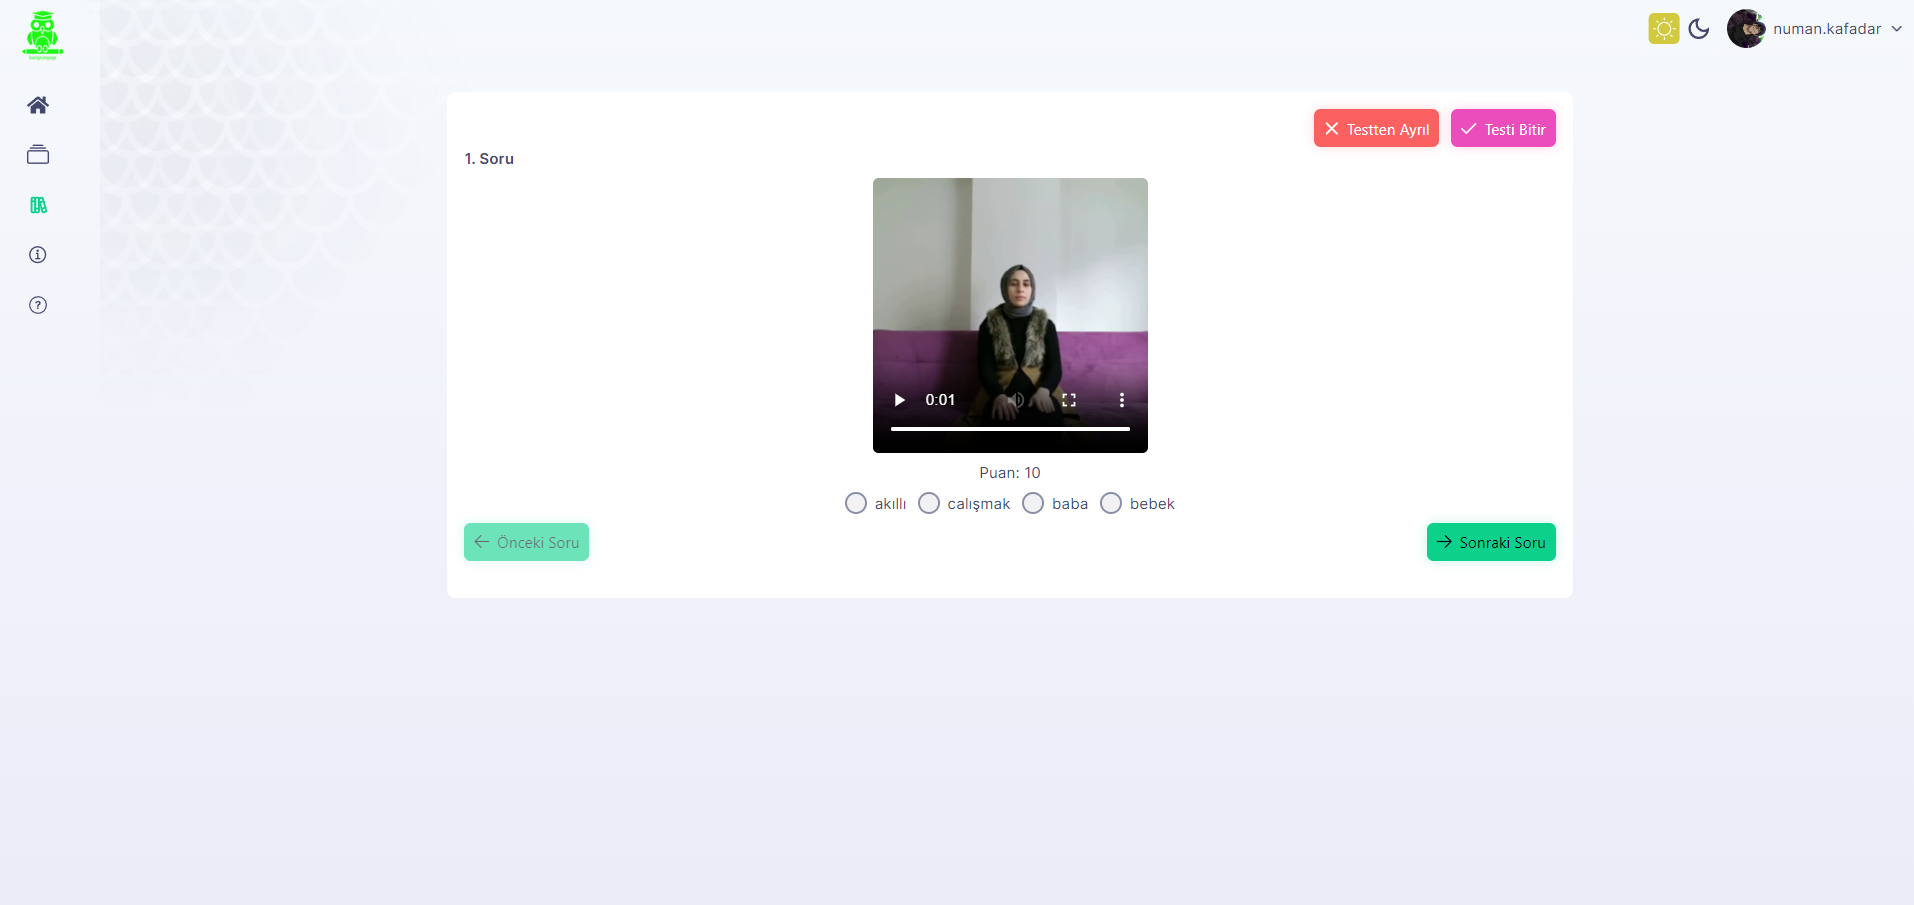 numan.kafadar
Testten Ayrıl
Testi Bitir
1. Soru
0:01
Puan: 10
akıllı
calışmak
baba
bebek
Önceki Soru
Sonraki Soru